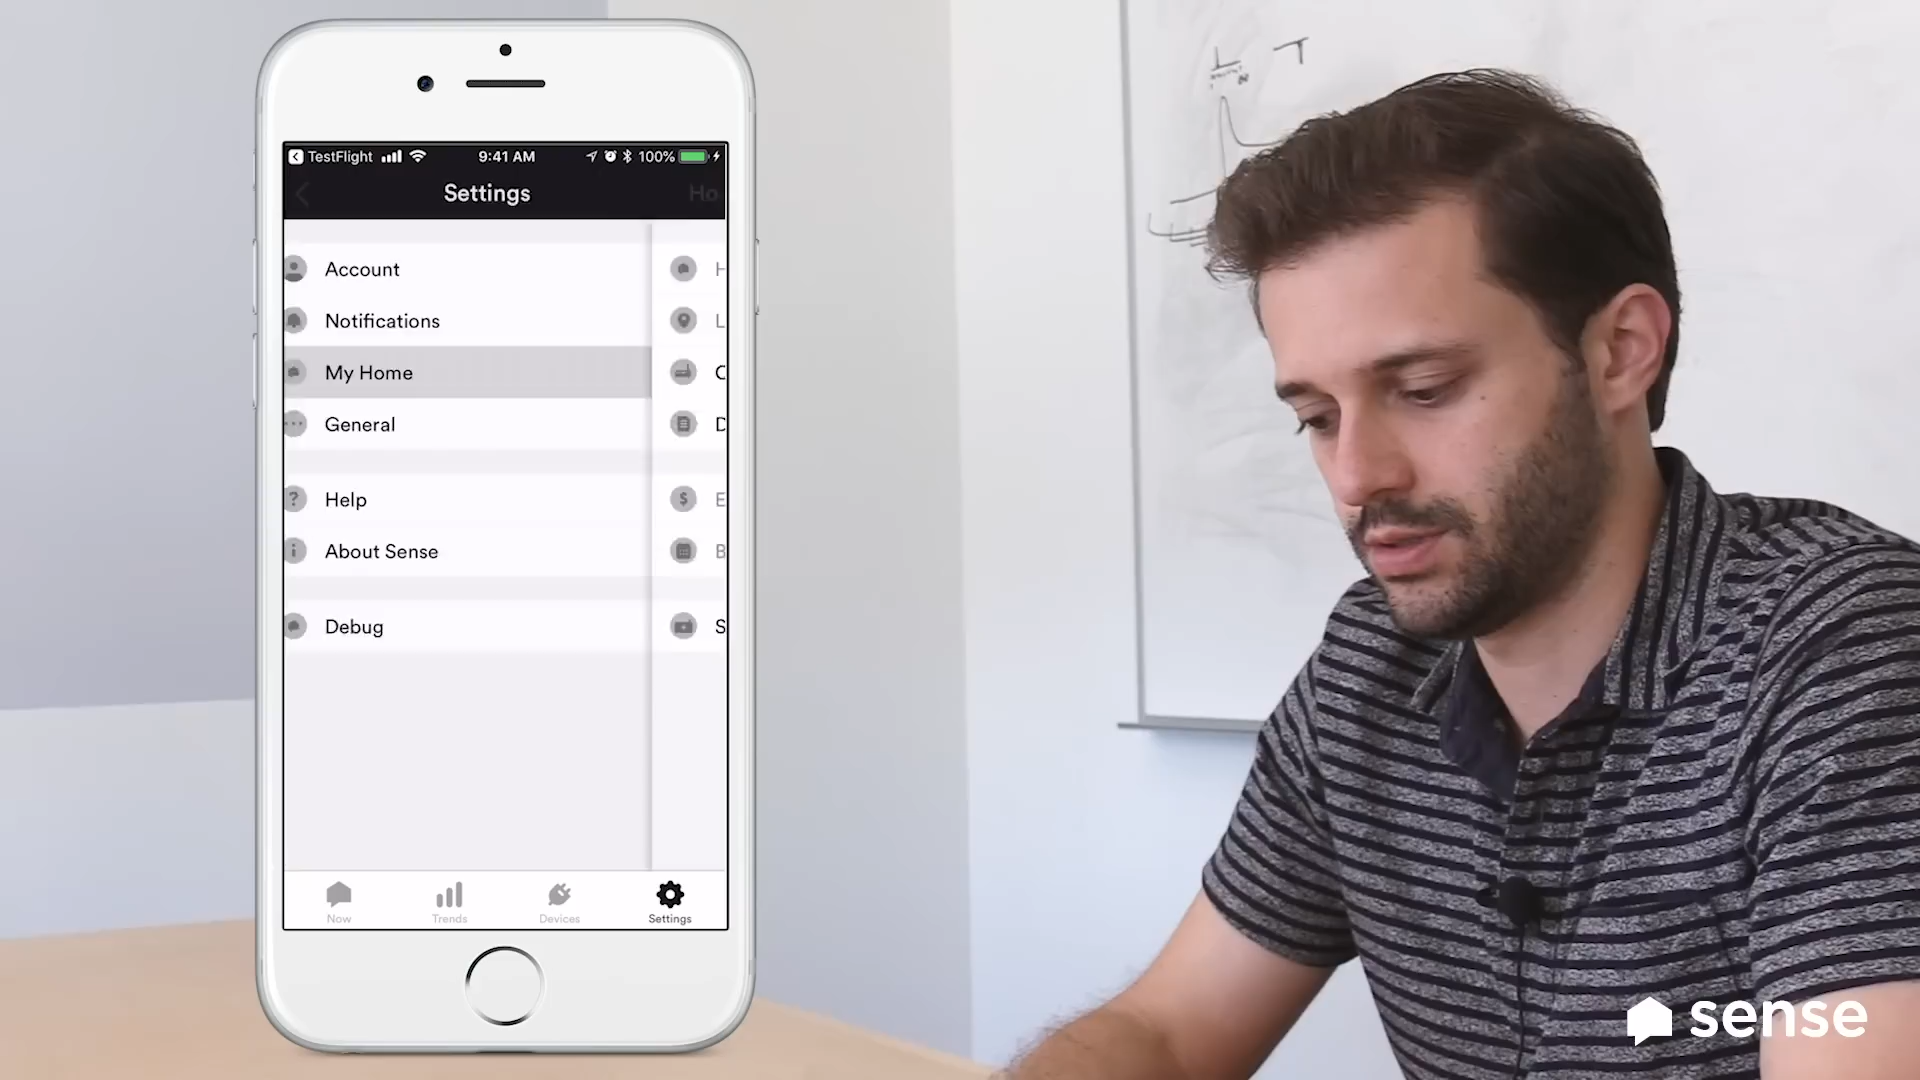 TestFlight 9:41 AM 100%
Settings Ho
Account H
Notifications L
My Home C
General D
Help $ E
About Sense B
Debug S
Now Trends Devices Settings
L T
sense